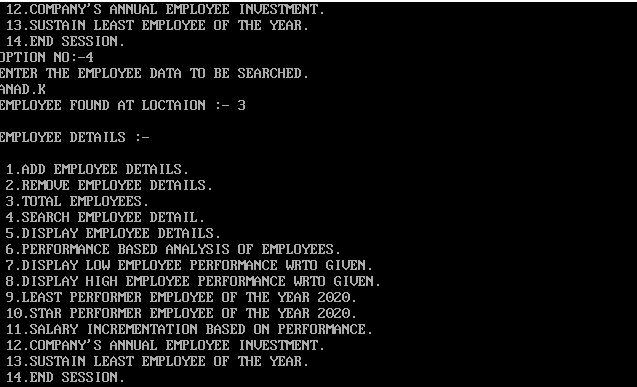 12.COMPANY'S ANNUAL EMPLOYEE INVESTMENT.
13.SUSTAIN LEAST EMPLOYEE OF THE YEAR.
14.END SESSION.
OPTION NO:-4
ENTER THE EMPLOYEE DATA TO BE SEARCHED.
ANAD.K
EMPLOYEE FOUND AT LOCTAION :- 3
EMPLOYEE DETAILS :-
1.ADD EMPLOYEE DETAILS.
2.REMOVE EMPLOYEE DETAILS.
3.TOTAL EMPLOYEES.
4.SEARCH EMPLOYEE DETAIL.
5.DISPLAY EMPLOYEE DETAILS.
6.PERFORMANCE BASED ANALYSIS OF EMPLOYEES.
7.DISPLAY LOW EMPLOYEE PERFORMANCE WRTO GIVEN.
8.DISPLAY HIGH EMPLOYEE PERFORMANCE WRTO GIVEN.
9.LEAST PERFORMER EMPLOYEE OF THE YEAR 2020.
10.STAR PERFORMER EMPLOYEE OF THE YEAR 2020.
11.SALARY INCREMENTATION BASED ON PERFORMANCE.
12.COMPANY'S ANNUAL EMPLOYEE INVESTMENT.
13.SUSTAIN LEAST EMPLOYEE OF THE YEAR.
14.END SESSION.